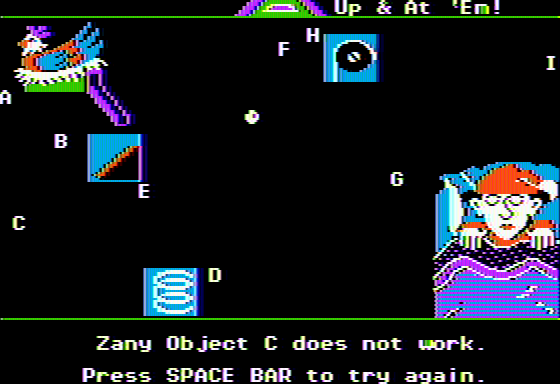 Up & At 'Em!
H
F
I
A
B
G
E
C
D
Zany Object C does not work.
Press SPACE BAR to try again.